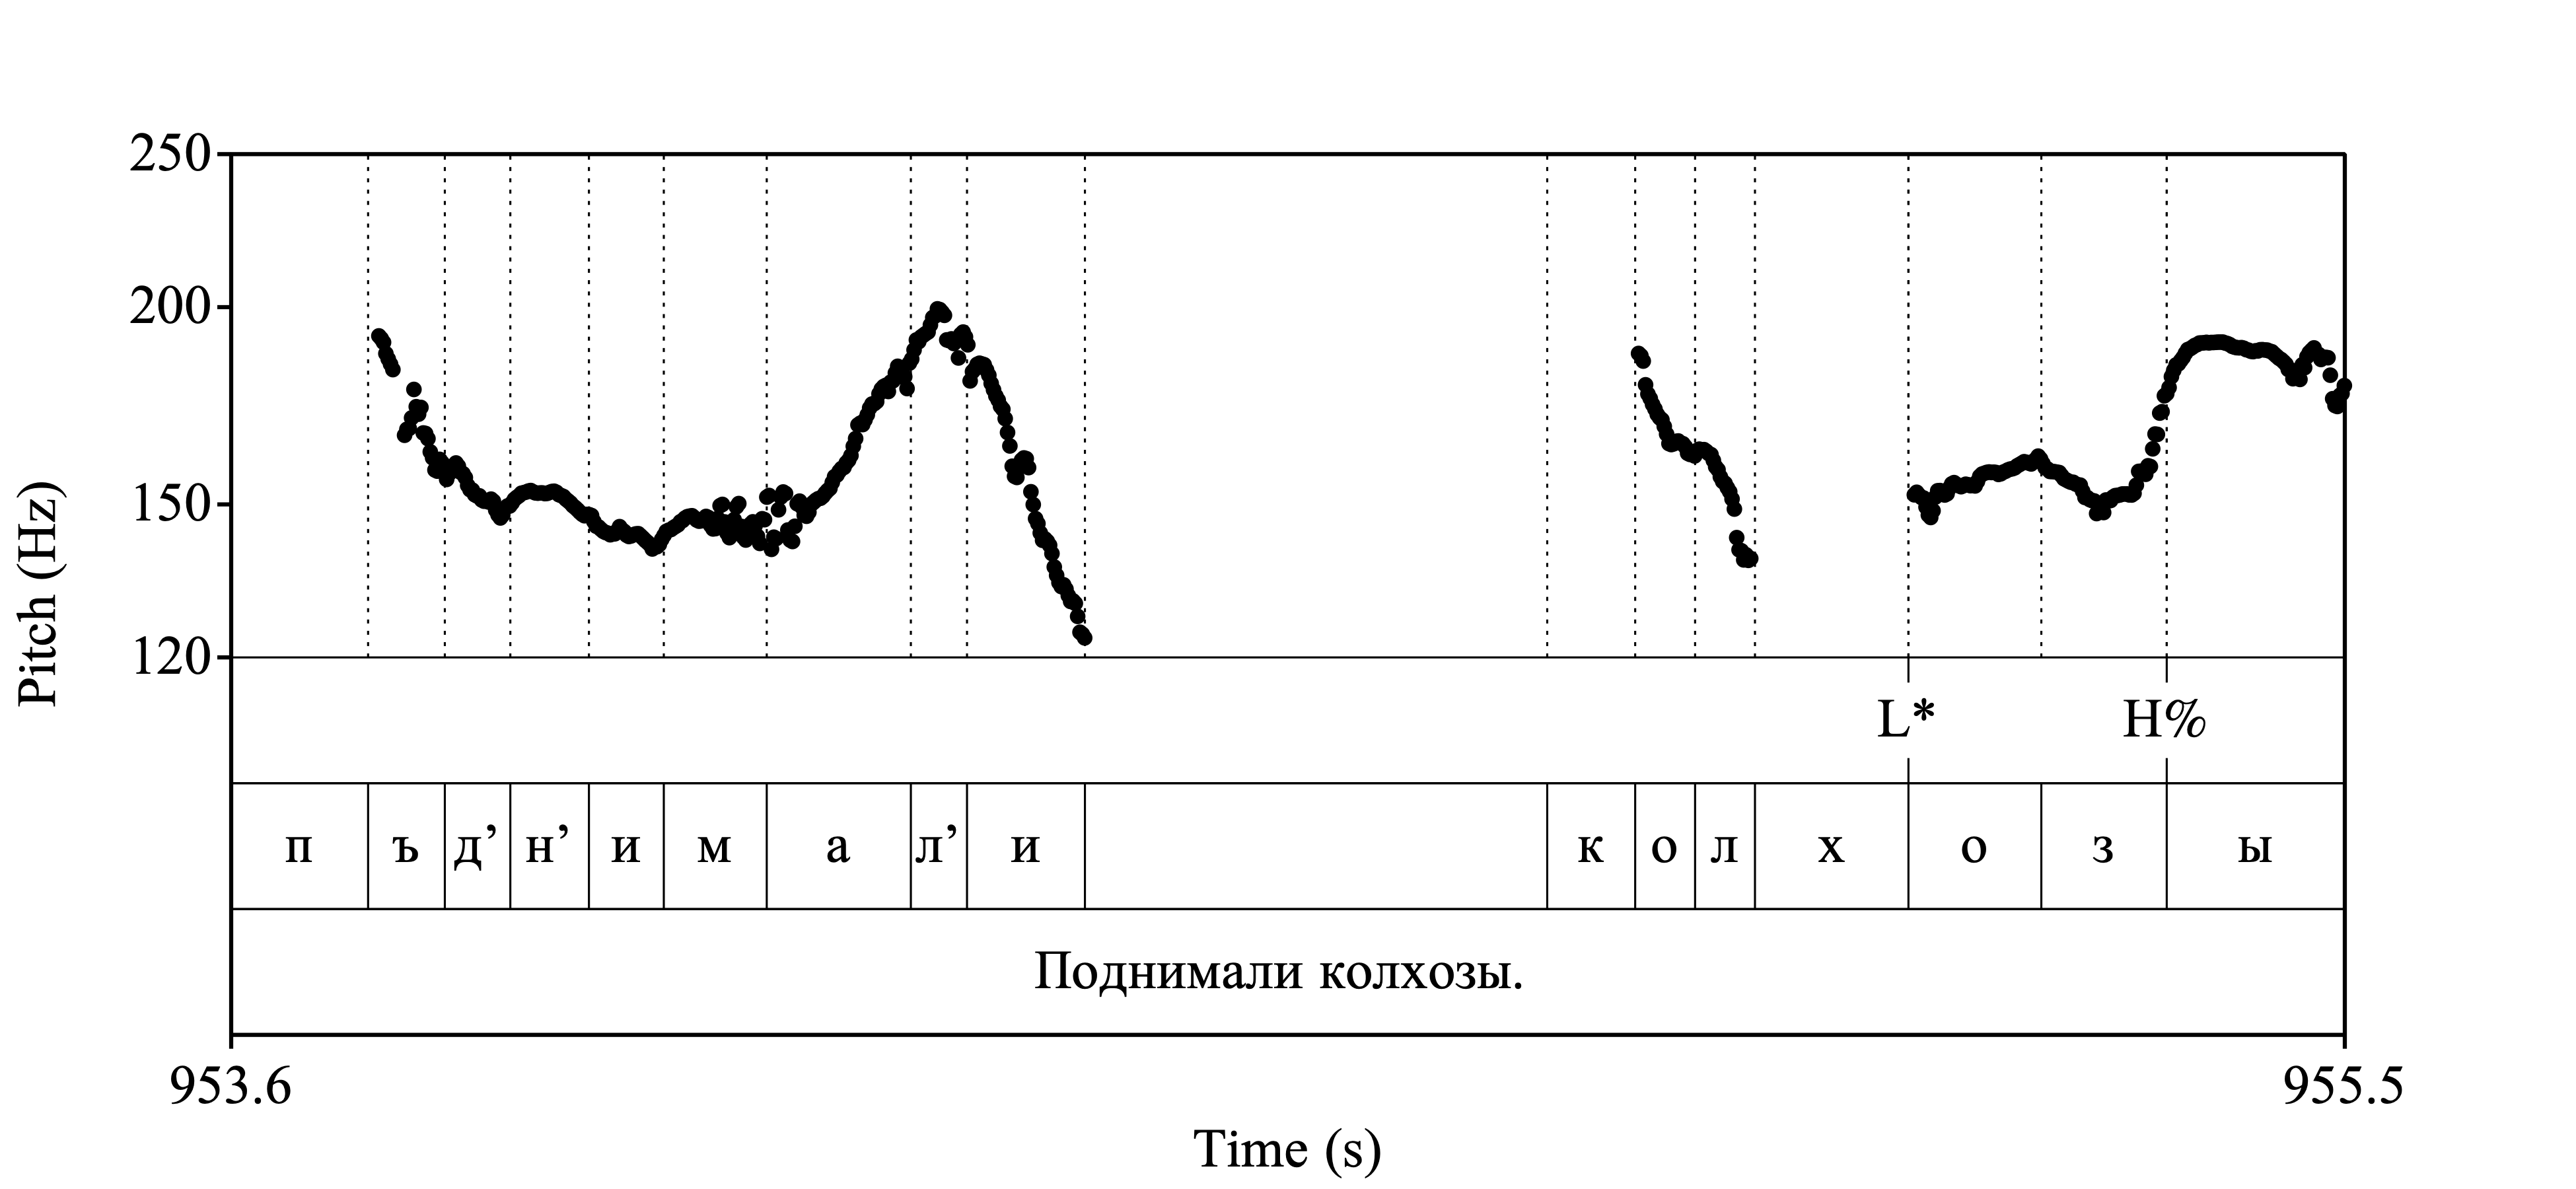 250
200
150
120
Pitch (Hz)
L* H%
п ъ д’ н’ и м а л’ и к о л х о з ы
Поднимали колхозы.
953.6 955.5
Time (s)